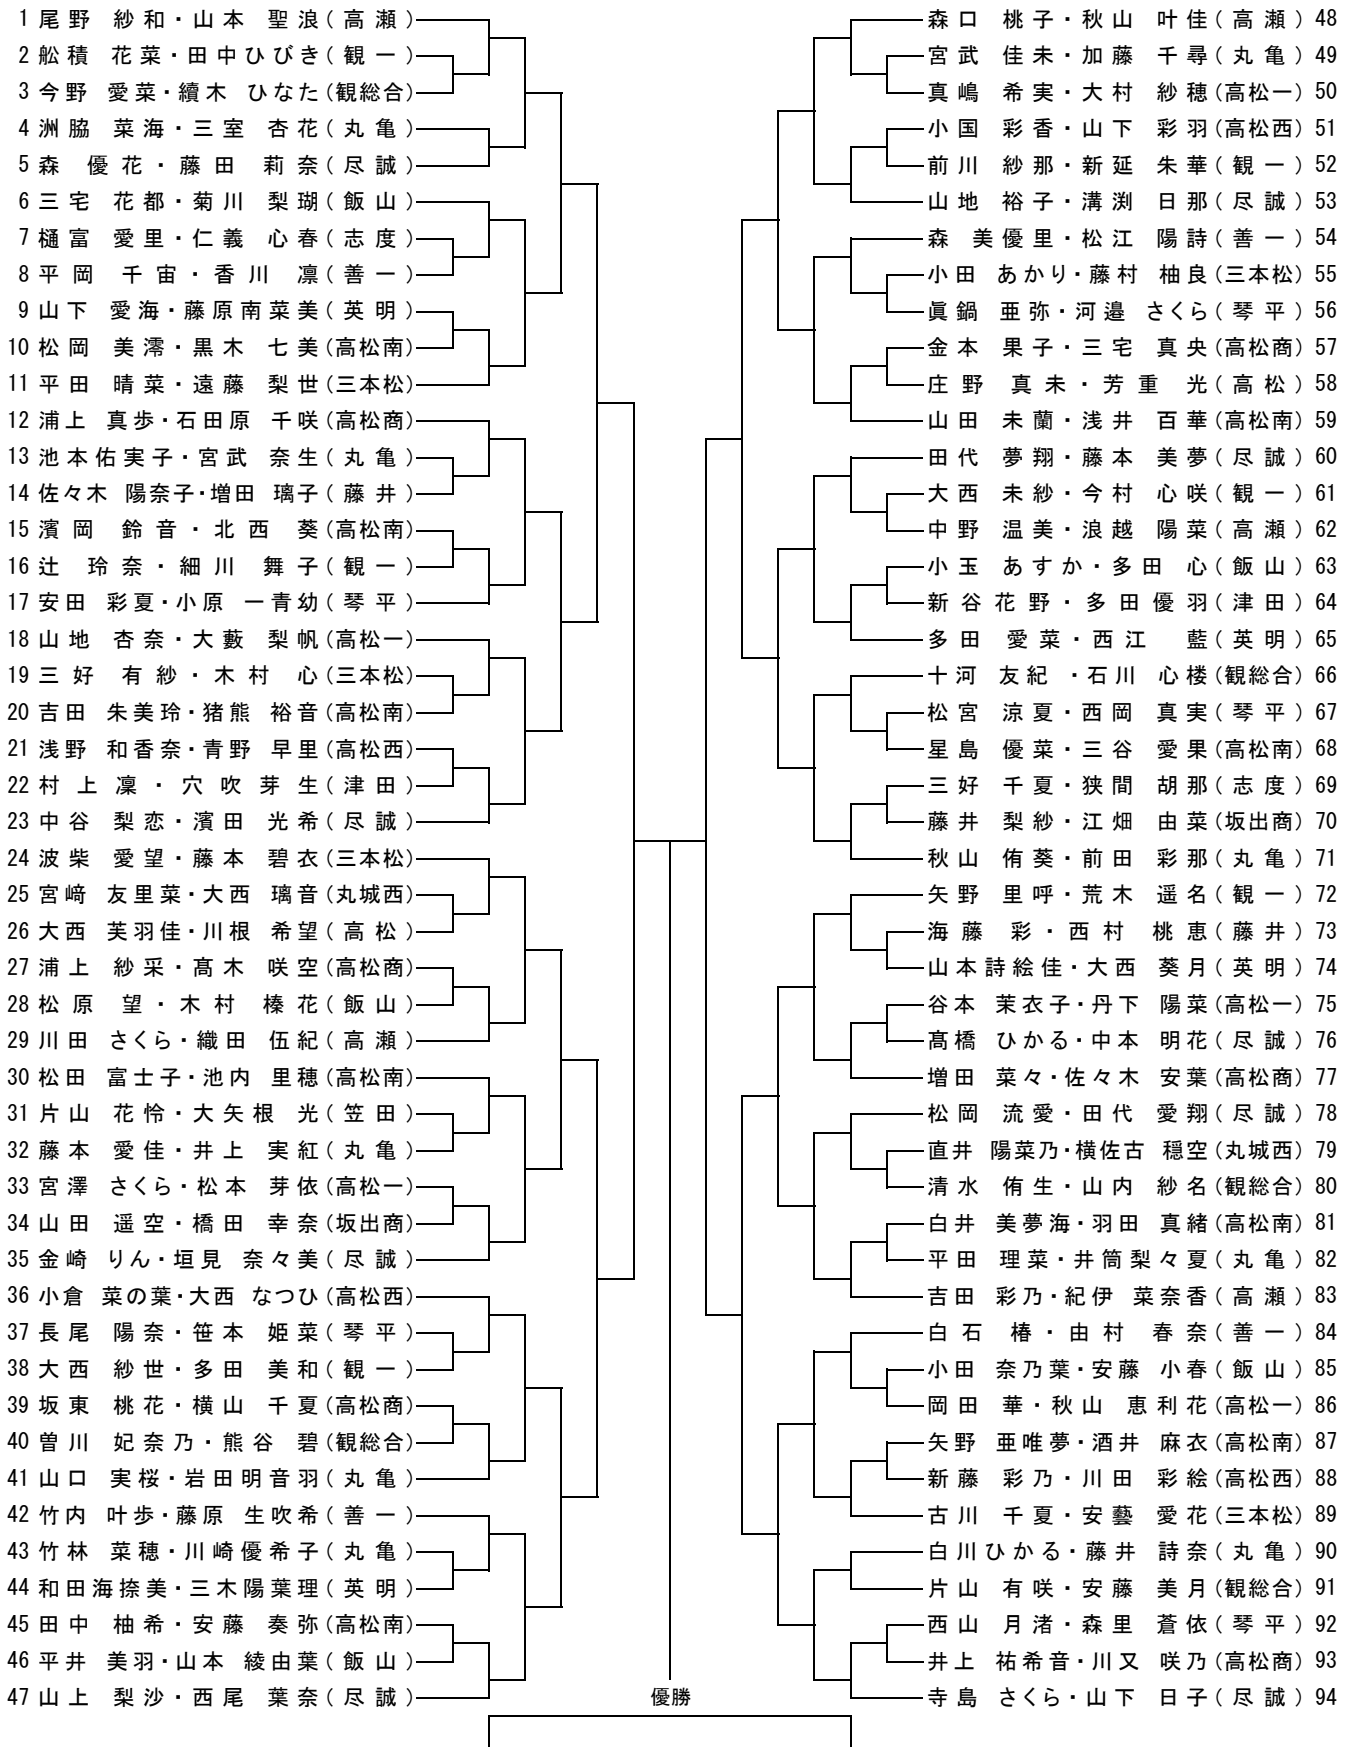 1 尾野 紗和・山本 聖浪(高瀬)
2 舩積 花菜・田中ひびき(観一)
3 今野 愛菜・續木 ひなた(観総合)
4 洲脇 菜海・三室 杏花(丸亀)
5 森 優花・藤田 莉奈(尽誠)
6 三宅 花都・菊川 梨瑚(飯山)
7 樋富 愛里・仁義 心春(志度)
8 平岡 千宙・香川 凛(善一)
9 山下 愛海・藤原南菜美(英明)
10 松岡 美澪・黒木 七美(高松南)
11 平田 晴菜・遠藤 梨世(三本松)
12 浦上 真歩・石田原 千咲(高松商)
13 池本佑実子・宮武 奈生(丸亀)
14 佐々木 陽奈子・増田 璃子(藤井)
15 濱岡 鈴音・北西 葵(高松南)
16 辻 玲奈・細川 舞子(観一)
17 安田 彩夏・小原 一青幼(琴平)
18 山地 杏奈・大藪 梨帆(高松一)
19 三好 有紗・木村 心(三本松)
20 吉田 朱美玲・猪熊 裕音(高松南)
21 浅野 和香奈・青野 早里(高松西)
22 村上凜・穴吹芽生(津田)
23 中谷 梨恋・濱田 光希(尽誠)
24 波柴 愛望・藤本 碧衣(三本松)
25 宮﨑 友里菜・大西 璃音(丸城西)
26 大西 芙羽佳・川根 希望(高松)
27 浦上 紗采・髙木 咲空(高松商)
28 松原 望・木村 榛花(飯山)
29 川田 さくら・織田 伍紀(高瀬)
30 松田 富士子・池内 里穂(高松南)
31 片山 花怜・大矢根 光(笠田)
32 藤本 愛佳・井上 実紅(丸亀)
33 宮澤 さくら・松本 芽依(高松一)
34 山田 遥空・橋田 幸奈(坂出商)
35 金崎 りん・垣見 奈々美(尽誠)
36 小倉 菜の葉・大西 なつひ(高松西)
37 長尾 陽奈・笹本 姫菜(琴平)
38 大西 紗世・多田 美和(観一)
39 坂東 桃花・横山 千夏(高松商)
40 曽川 妃奈乃・熊谷 碧(観総合)
41 山口 実桜・岩田明音羽(丸亀)
42 竹内 叶歩・藤原 生吹希(善一)
43 竹林 菜穂・川崎優希子(丸亀)
44 和田海捺美・三木陽葉理(英明)
45 田中 柚希・安藤 奏弥(高松南)
46 平井 美羽・山本 綾由葉(飯山)
47 山上 梨沙・西尾 葉奈(尽誠)
森口 桃子・秋山 叶佳(高瀬) 48
宮武 佳未・加藤 千尋(丸亀) 49
真嶋 希実・大村 紗穂(高松一) 50
小国 彩香・山下 彩羽(高松西) 51
前川 紗那・新延 朱華(観一) 52
山地 裕子・溝渕 日那(尽誠) 53
森 美優里・松江 陽詩(善一) 54
小田 あかり・藤村 柚良(三本松) 55
眞鍋 亜弥・河邉 さくら(琴平) 56
金本 果子・三宅 真央(高松商) 57
庄野 真未・芳重 光(高松) 58
山田 未蘭・浅井 百華(高松南) 59
田代 夢翔・藤本 美夢(尽誠) 60
大西 未紗・今村 心咲(観一) 61
中野 温美・浪越 陽菜(高瀬) 62
小玉 あすか・多田 心(飯山) 63
新谷花野・多田優羽(津田) 64
多田 愛菜・西江 藍(英明) 65
十河 友紀・石川 心楼(観総合) 66
松宮 涼夏・西岡 真実(琴平) 67
星島 優菜・三谷 愛果(高松南) 68
三好 千夏・狭間 胡那(志度) 69
藤井 梨紗・江畑 由菜(坂出商) 70
秋山 侑葵・前田 彩那(丸亀) 71
矢野 里呼・荒木 遥名(観一) 72
海藤 彩・西村 桃恵(藤井) 73
山本詩絵佳・大西 葵月(英明) 74
谷本 茉衣子・丹下 陽菜(高松一) 75
髙橋 ひかる・中本 明花(尽誠) 76
増田 菜々・佐々木 安葉(高松商) 77
松岡 流愛・田代 愛翔(尽誠) 78
直井 陽菜乃・横佐古 穏空(丸城西) 79
清水 侑生・山内 紗名(観総合) 80
白井 美夢海・羽田 真緒(高松南) 81
平田 理菜・井筒梨々夏(丸亀) 82
吉田 彩乃・紀伊 菜奈香(高瀬) 83
白石 椿・由村 春奈(善一) 84
小田 奈乃葉・安藤 小春(飯山) 85
岡田 華・秋山 恵利花(高松一) 86
矢野 亜唯夢・酒井 麻衣(高松南) 87
新藤 彩乃・川田 彩絵(高松西) 88
古川 千夏・安藝 愛花(三本松) 89
白川ひかる・藤井 詩奈(丸亀) 90
片山 有咲・安藤 美月(観総合) 91
西山 月渚・森里 蒼依(琴平) 92
井上 祐希音・川又 咲乃(高松商) 93
寺島 さくら・山下 日子(尽誠) 94
優勝